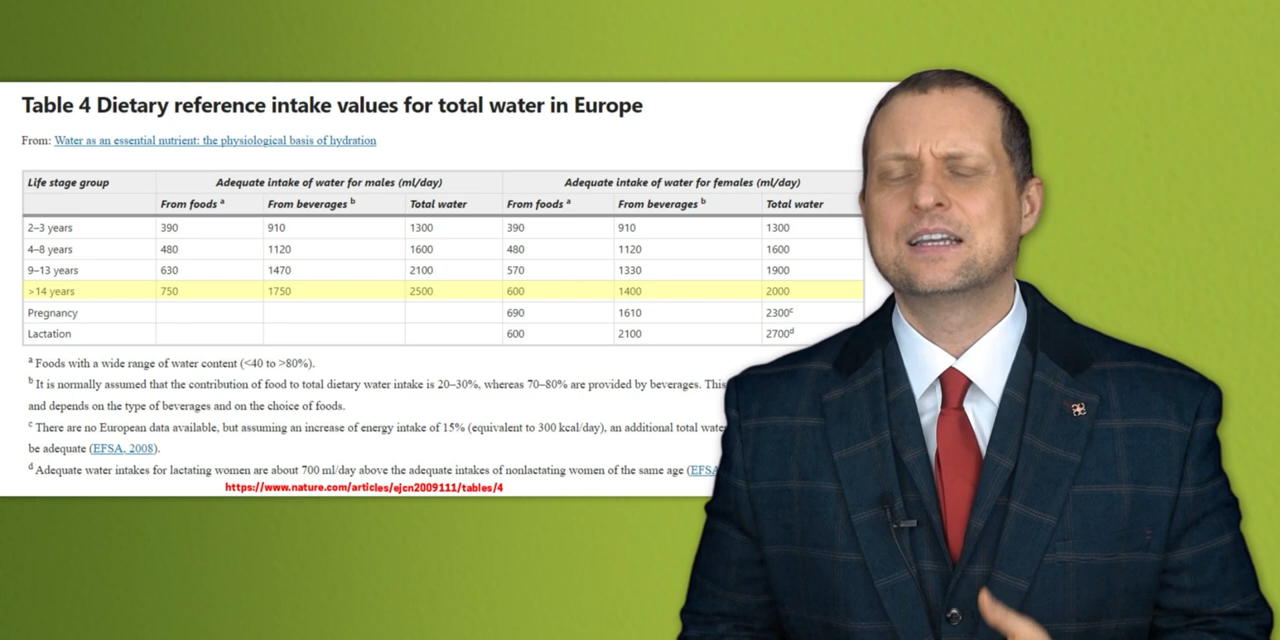 Table 4 Dietary reference intake values for total water in Europe
From: Water as an essential nutrient: the physiological basis of hydration
Life stage group Adequate intake of water for males (ml/day) Adequate intake of water for females (ml/day)
From foods a From beverages b Total water From foods a From beverages b Total water
2–3 years 390 910 1300 390 910 1300
4–8 years 480 1120 1600 480 1120 1600
9–13 years 630 1470 2100 570 1330 1900
>14 years 750 1750 2500 600 1400 2000
Pregnancy 690 1610 2300c
Lactation 600 2100 2700d
a Foods with a wide range of water content (<40 to >80%).
b It is normally assumed that the contribution of food to total dietary water intake is 20–30%, whereas 70–80% are provided by beverages. This
and depends on the type of beverages and on the choice of foods.
c There are no European data available, but assuming an increase of energy intake of 15% (equivalent to 300 kcal/day), an additional total water
be adequate (EFSA, 2008).
d Adequate water intakes for lactating women are about 700 ml/day above the adequate intakes of nonlactating women of the same age (EFSA
https://www.nature.com/articles/ejcn2009111/tables/4